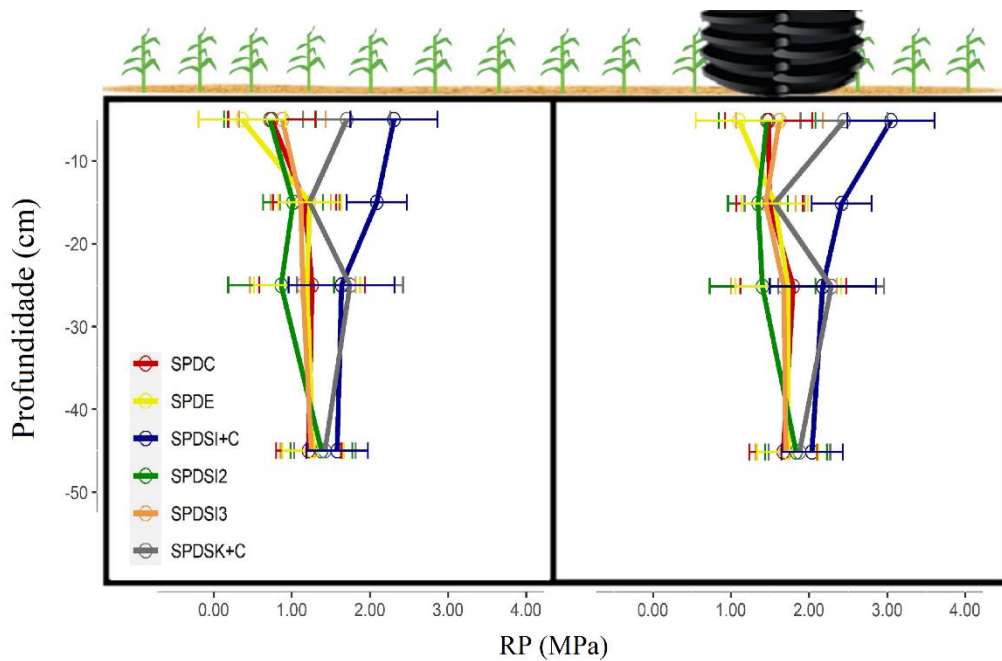 Profundidade (cm)
-10
-20
-30
-40
-50
SPDC
SPDE
SPDSI+C
SPDSI2
SPDSI3
SPDSK+C
0.00 1.00 2.00 3.00 4.00 0.00 1.00 2.00 3.00 4.00
RP (MPa)